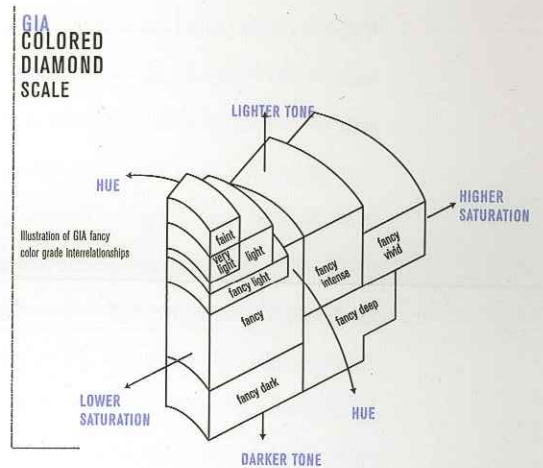 GIA
COLORED
DIAMOND
SCALE
LIGHTER TONE
HUE
HIGHER
SATURATION
Illustration of GIA fancy
color grade interrelationships
faint
very
light
light
fancy light
fancy
intense
fancy
vivid
fancy
fancy deep
fancy dark
LOWER
SATURATION
HUE
DARKER TONE